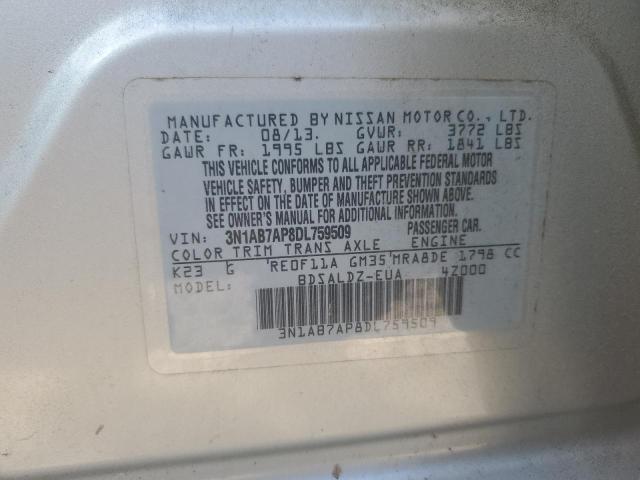 MANUFACTURED BY NISSAN MOTOR CO., LTD.
DATE: 08/13. GVWR: 3772 LBS
GAWR FR: 1995 LBS GAWR RR: 1841 LBS
THIS VEHICLE CONFORMS TO ALL APPLICABLE FEDERAL MOTOR
VEHICLE SAFETY, BUMPER AND THEFT PREVENTION STANDARDS
IN EFFECT ON THE DATE OF MANUFACTURE SHOWN ABOVE.
SEE OWNER'S MANUAL FOR ADDITIONAL INFORMATION.
VIN: 3N1AB7AP8DL759509 PASSENGER CAR.
COLOR TRIM TRANS AXLE ENGINE
K23 G RE0F11A GM35 MRA8DE 1798 CC
MODEL: BDSALDZ-EUA 4Z000
3N1AB7AP8DL759509